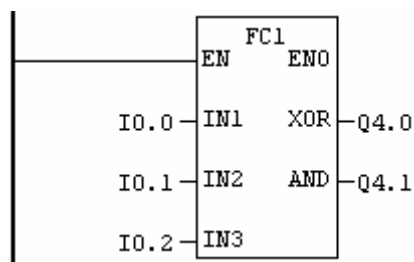 FC1
EN ENO
I0.0 IN1 XOR Q4.0
I0.1 IN2 AND Q4.1
I0.2 IN3